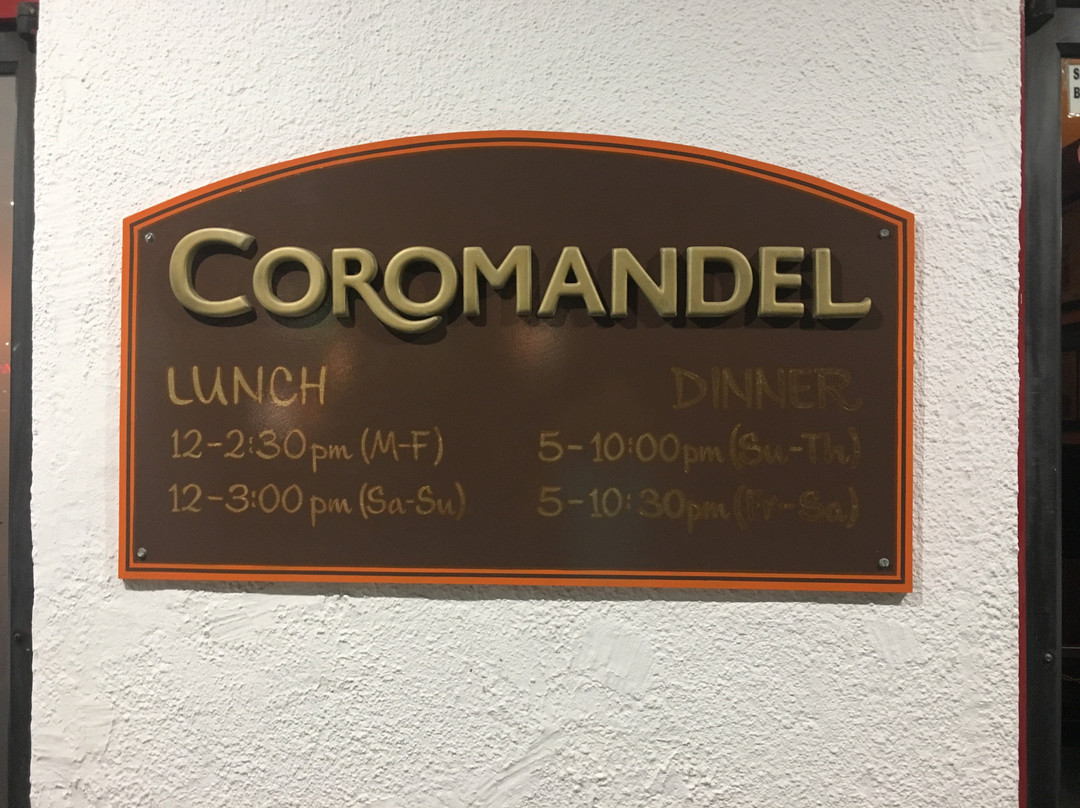 COROMANDEL
LUNCH
12-2:30pm (M-F)
12-3:00 pm (Sa-Su)
DINNER
5-10:00pm (Su-Th)
5-10:30pm (Fr-Sa)